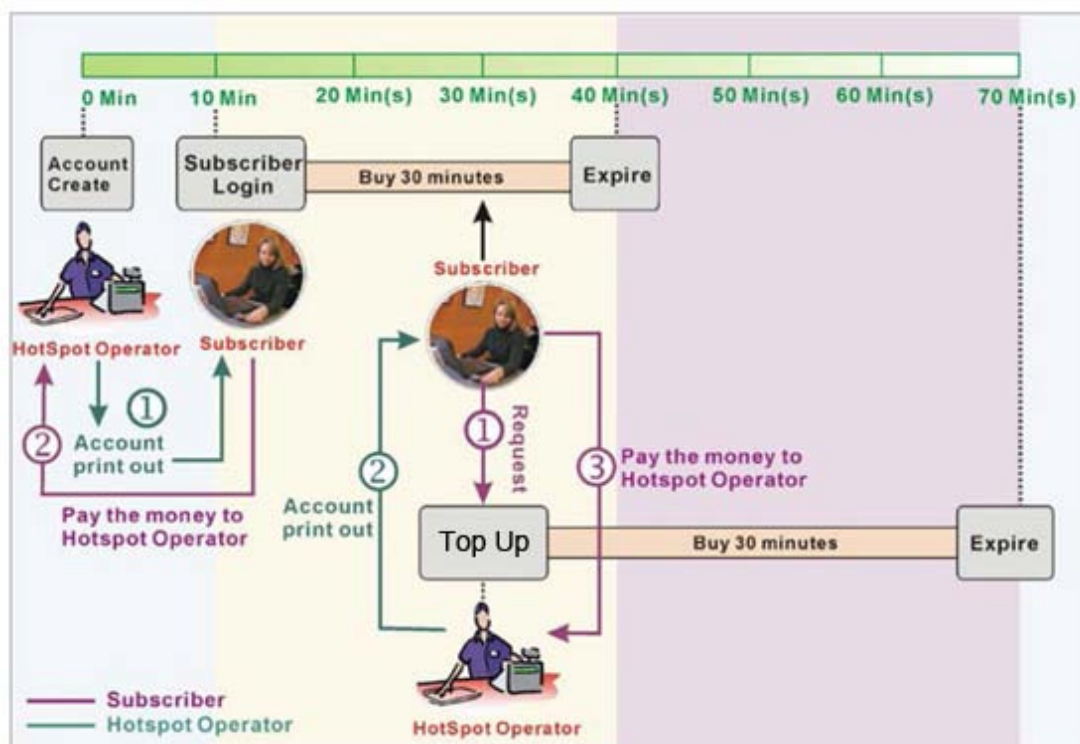 0 Min
10 Min
20 Min(s)
30 Min(s)
40 Min(s)
50 Min(s)
60 Min(s)
70 Min(s)
Account
Create
Subscriber
Login
Buy 30 minutes
Expire
HotSpot Operator
Subscriber
Subscriber
1
Account
print out
2
Pay the money to
Hotspot Operator
1
Request
2
Account
print out
3
Pay the money to
Hotspot Operator
Top Up
Buy 30 minutes
Expire
HotSpot Operator
Subscriber
Hotspot Operator